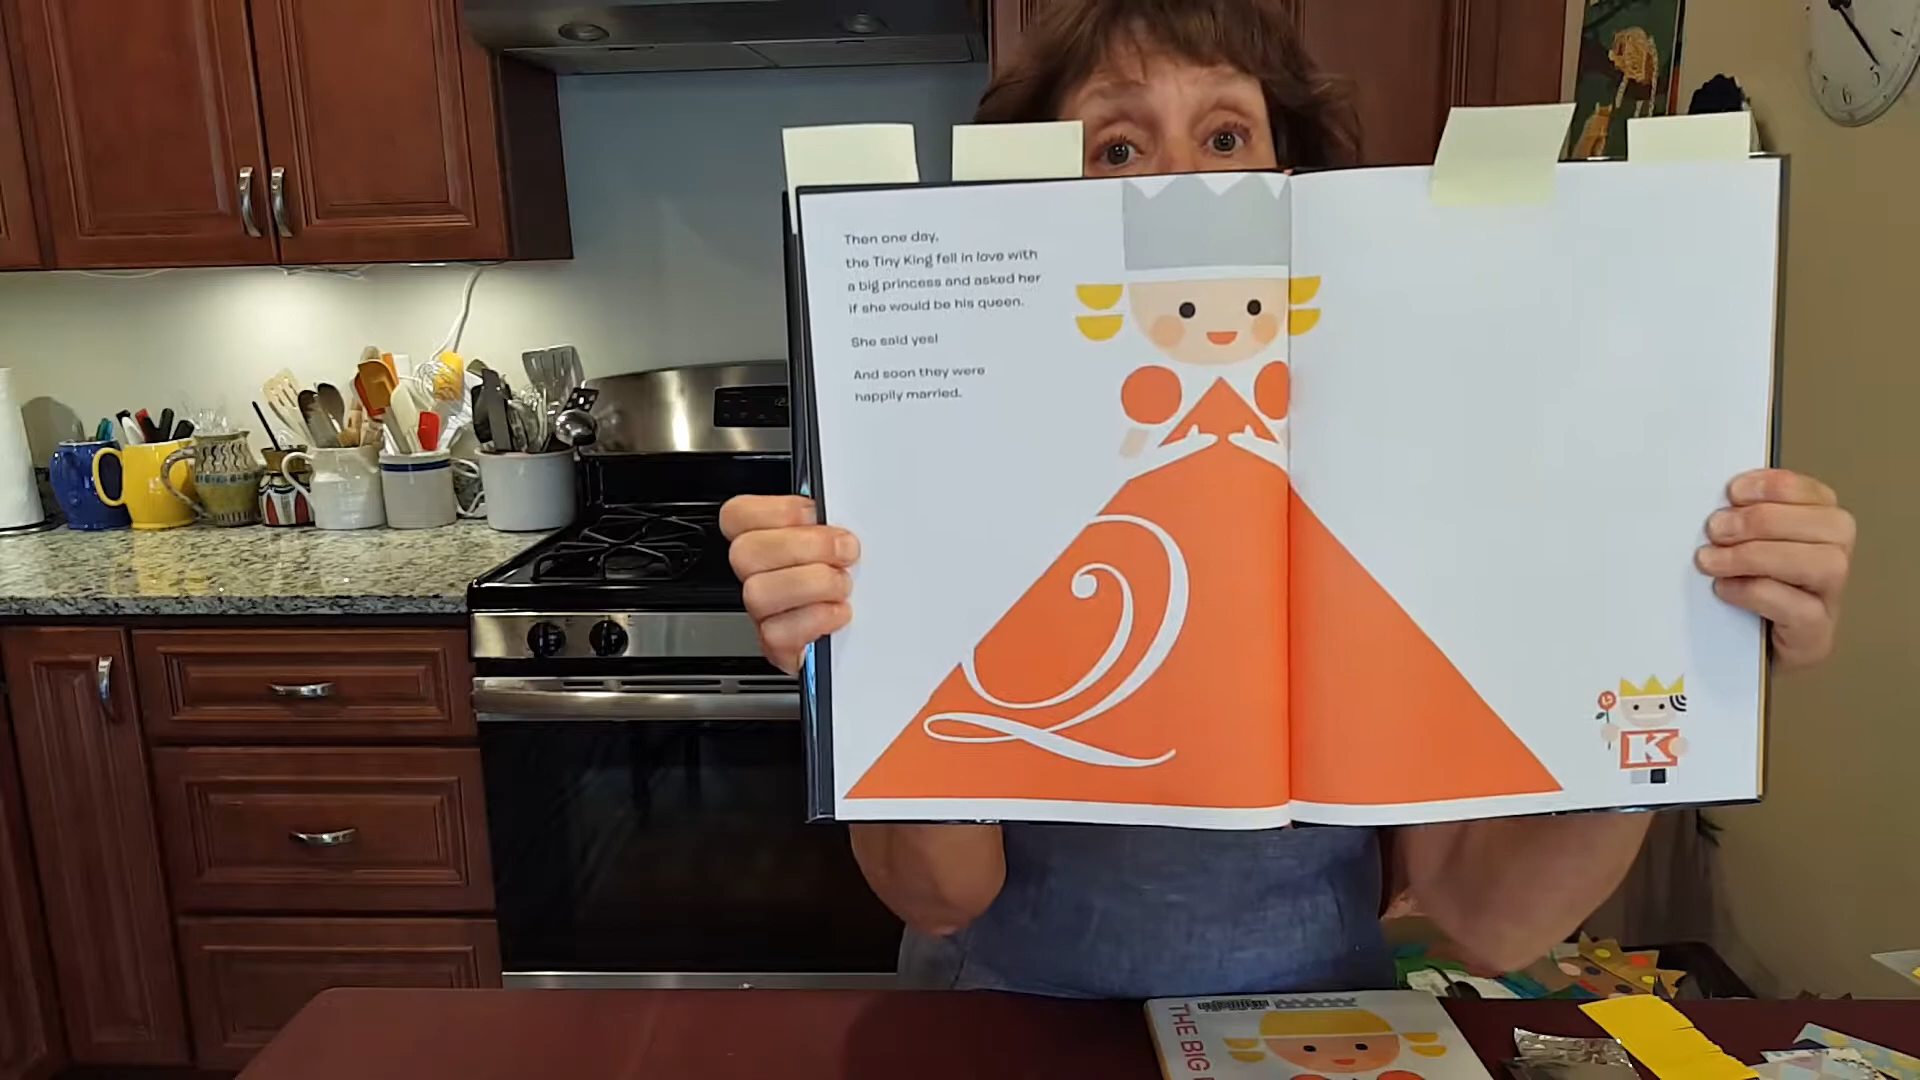 Then one day,
the Tiny King fell in love with
a big princess and asked her
if she would be his queen.
She said yes!
And soon they were
happily married.
Q
K
THE BIG